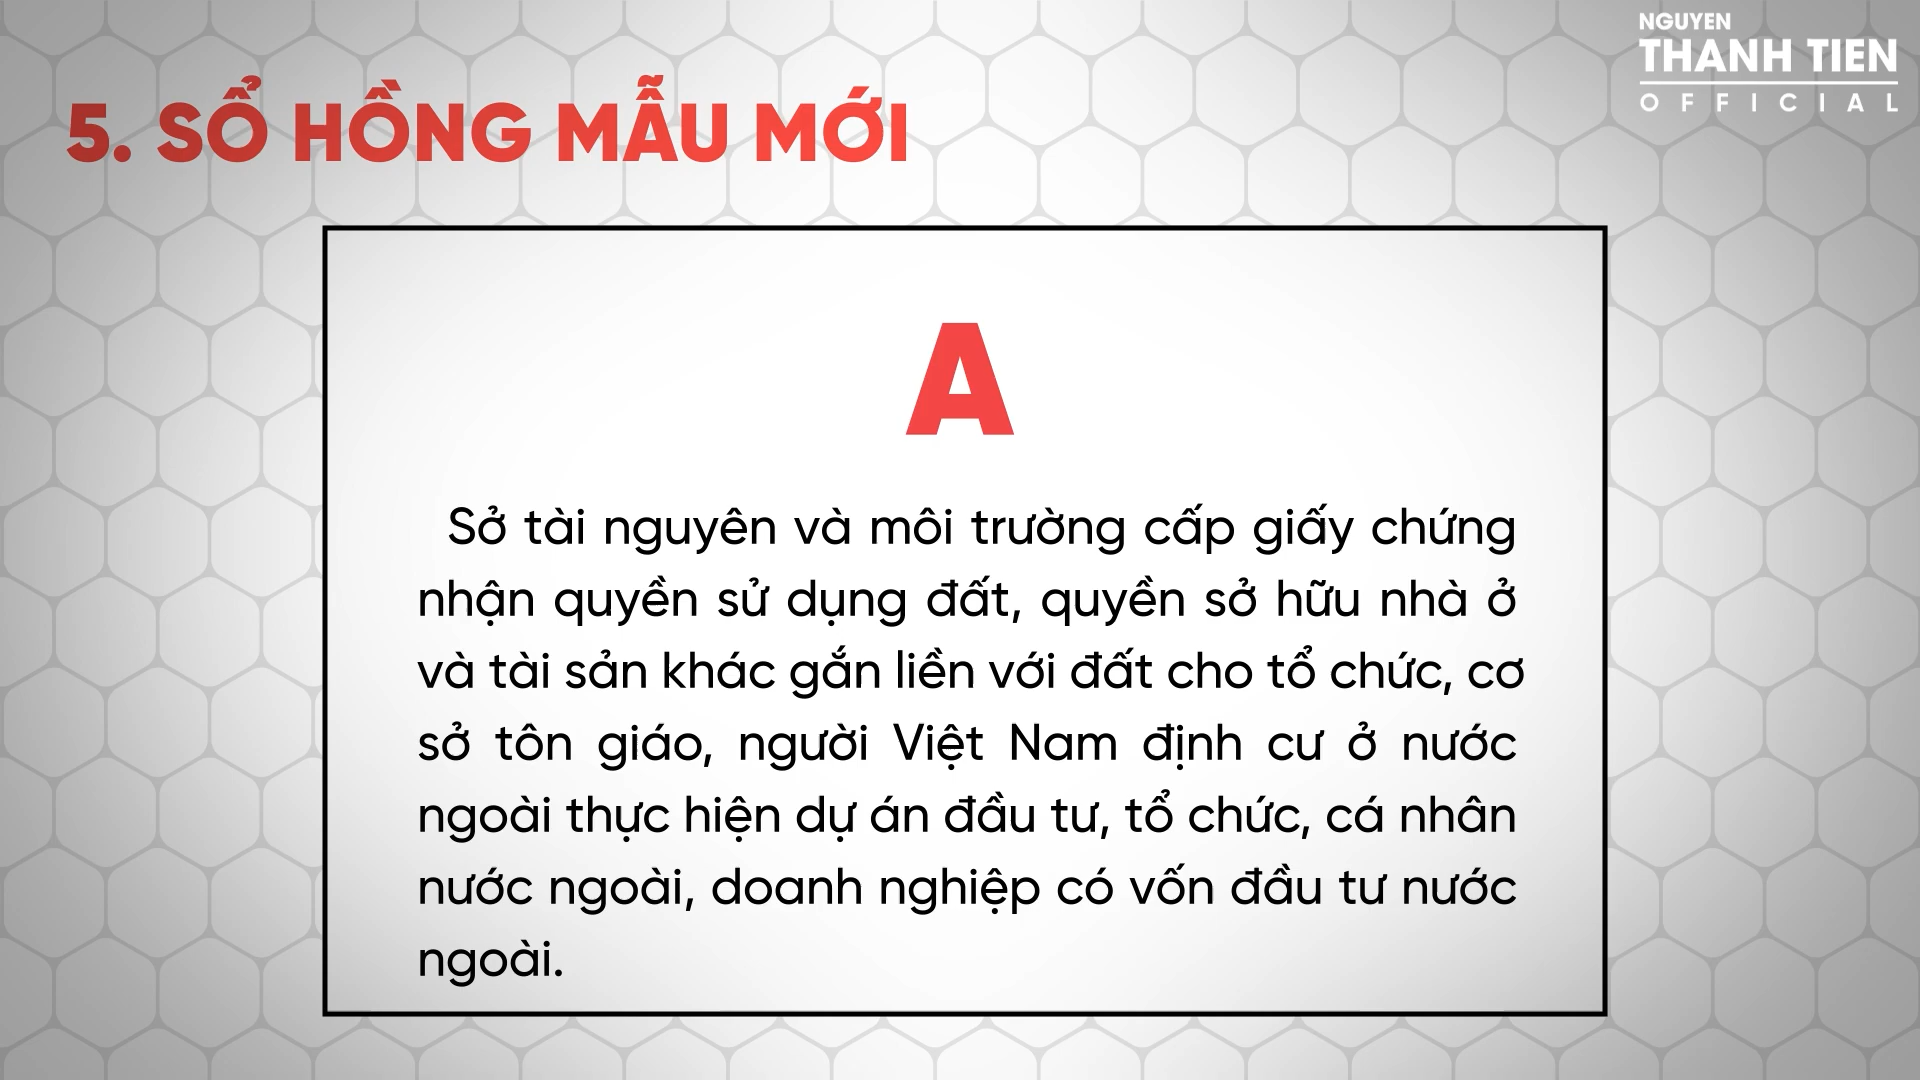 NGUYEN
THANH TIEN
OFFICIAL
5. SỔ HỒNG MẪU MỚI
A
Sở tài nguyên và môi trường cấp giấy chứng
nhận quyền sử dụng đất, quyền sở hữu nhà ở
và tài sản khác gắn liền với đất cho tổ chức, cơ
sở tôn giáo, người Việt Nam định cư ở nước
ngoài thực hiện dự án đầu tư, tổ chức, cá nhân
nước ngoài, doanh nghiệp có vốn đầu tư nước
ngoài.